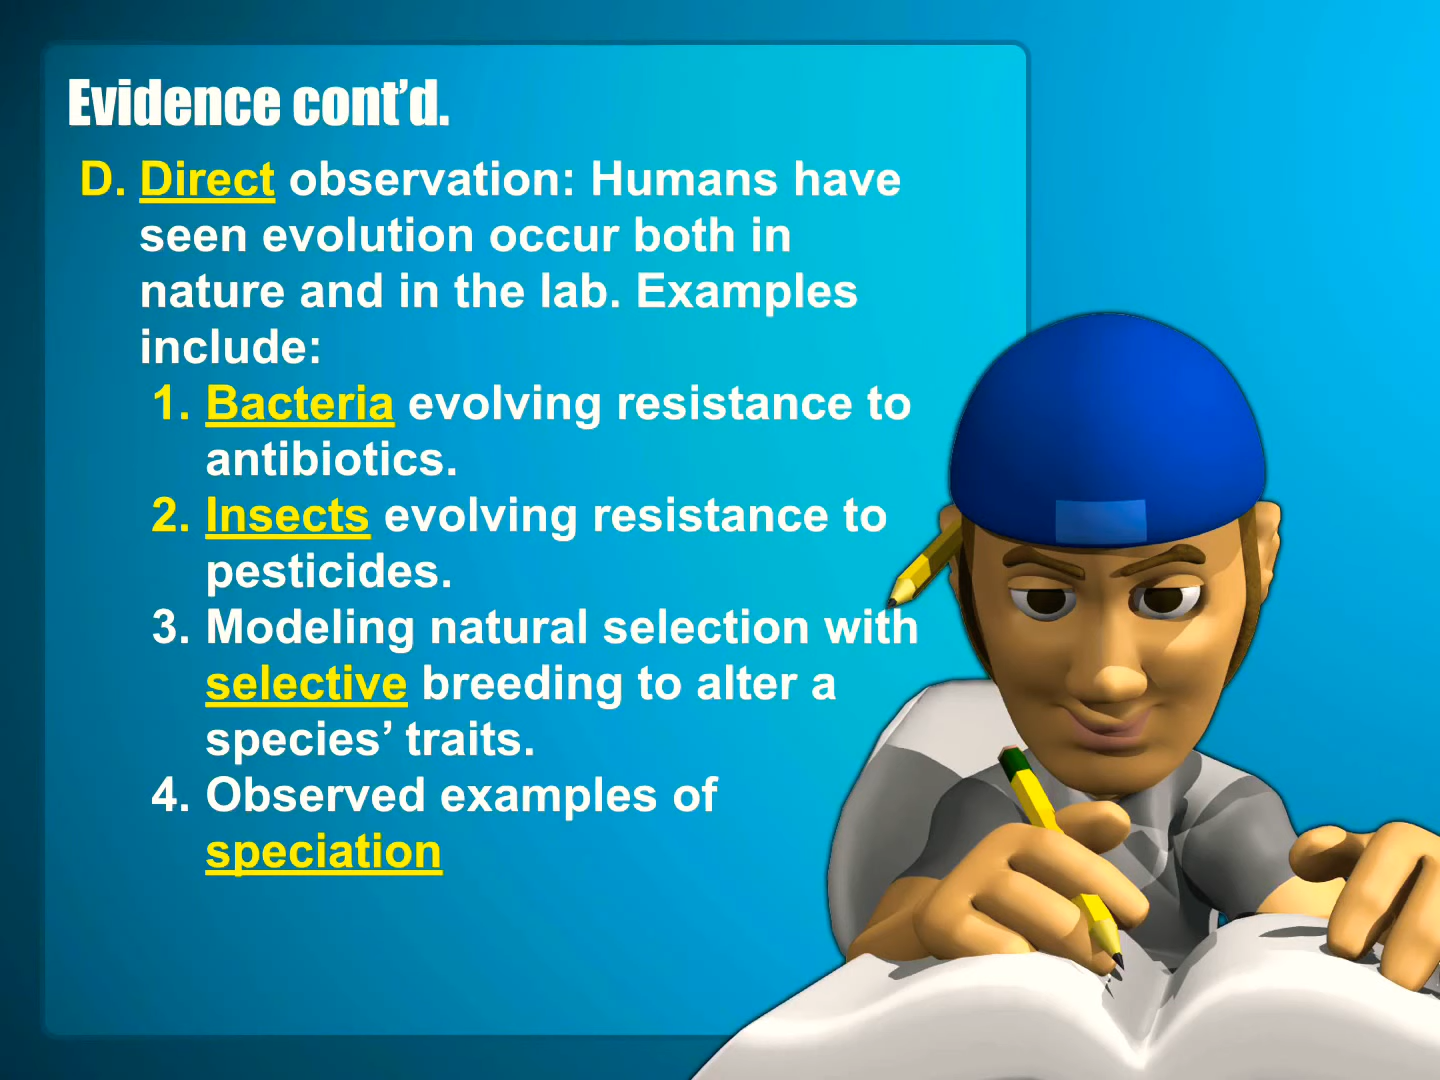 Evidence cont’d.
D. Direct observation: Humans have
seen evolution occur both in
nature and in the lab. Examples
include:
1. Bacteria evolving resistance to
antibiotics.
2. Insects evolving resistance to
pesticides.
3. Modeling natural selection with
selective breeding to alter a
species’ traits.
4. Observed examples of
speciation